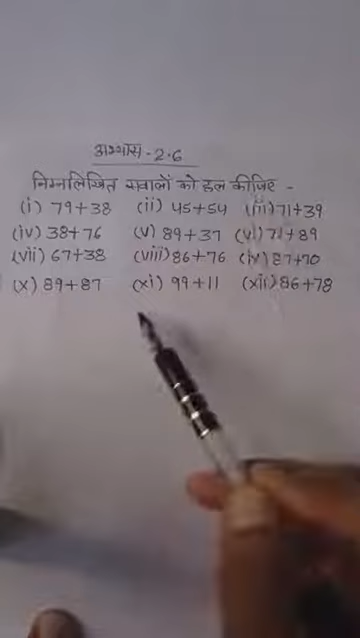 अभ्यास - 2.6
निम्नलिखित सवालों को हल कीजिए -
(i) 79+38 (ii) 45+54 (iii) 71+39
(iv) 38+76 (v) 89+37 (vi) 71+89
(vii) 67+38 (viii) 86+76 (iv) 87+70
(x) 89+87 (xi) 99+11 (xii) 86+78